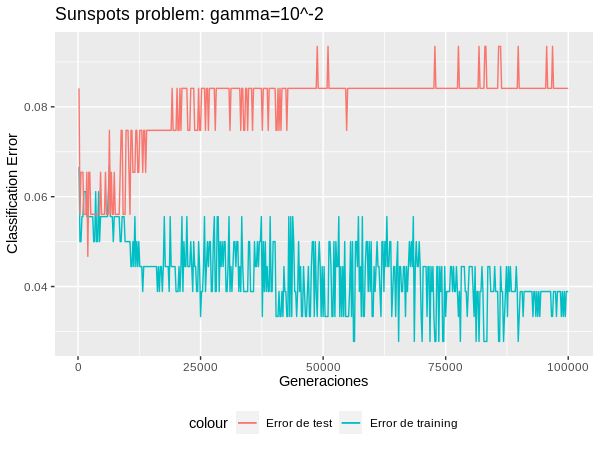 Sunspots problem: gamma=10^-2
Classification Error
0.08
0.06
0.04
0
25000
50000
75000
100000
Generaciones
colour
Error de test
Error de training